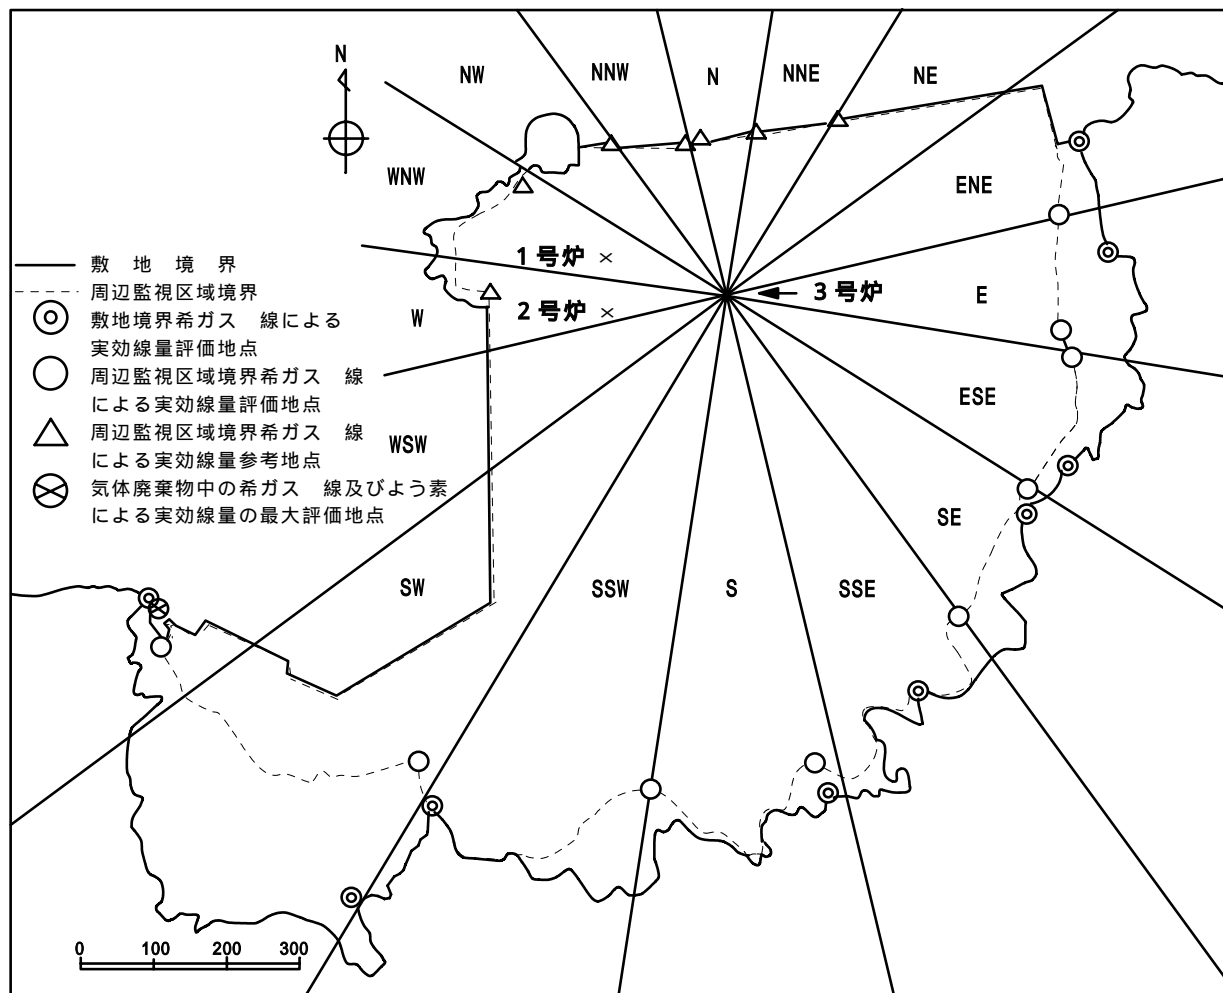 N
NW
NNW
N
NNE
NE
WNW
ENE
1号炉 ×
3号炉
E
2号炉 ×
W
ESE
WSW
SE
SW
SSW
S
SSE
敷 地 境 界
周辺監視区域境界
敷地境界希ガス 線による
実効線量評価地点
周辺監視区域境界希ガス 線
による実効線量評価地点
周辺監視区域境界希ガス 線
による実効線量参考地点
気体廃棄物中の希ガス 線及びよう素
による実効線量の最大評価地点
0 100 200 300